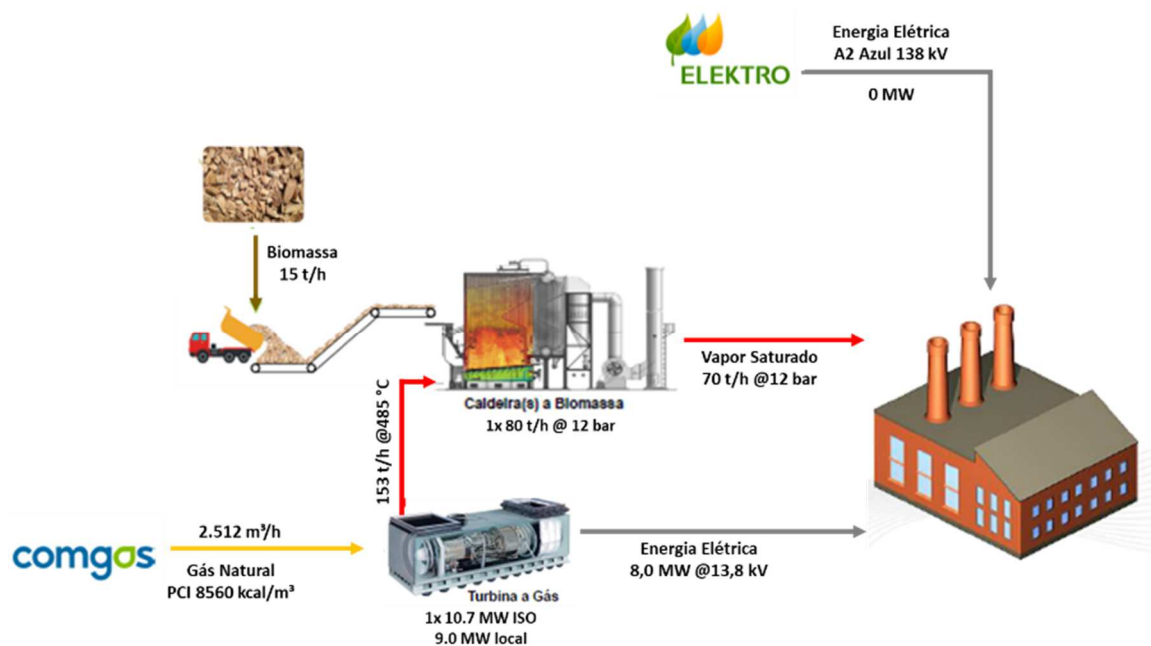 ELEKTRO
Energia Elétrica
A2 Azul 138 kV
0 MW
Biomassa
15 t/h
Caldeira(s) a Biomassa
1x 80 t/h @ 12 bar
Vapor Saturado
70 t/h @12 bar
153 t/h @485 °C
comgas
2.512 m³/h
Gás Natural
PCI 8560 kcal/m³
Turbina a Gás
1x 10.7 MW ISO
9.0 MW local
Energia Elétrica
8,0 MW @13,8 kV